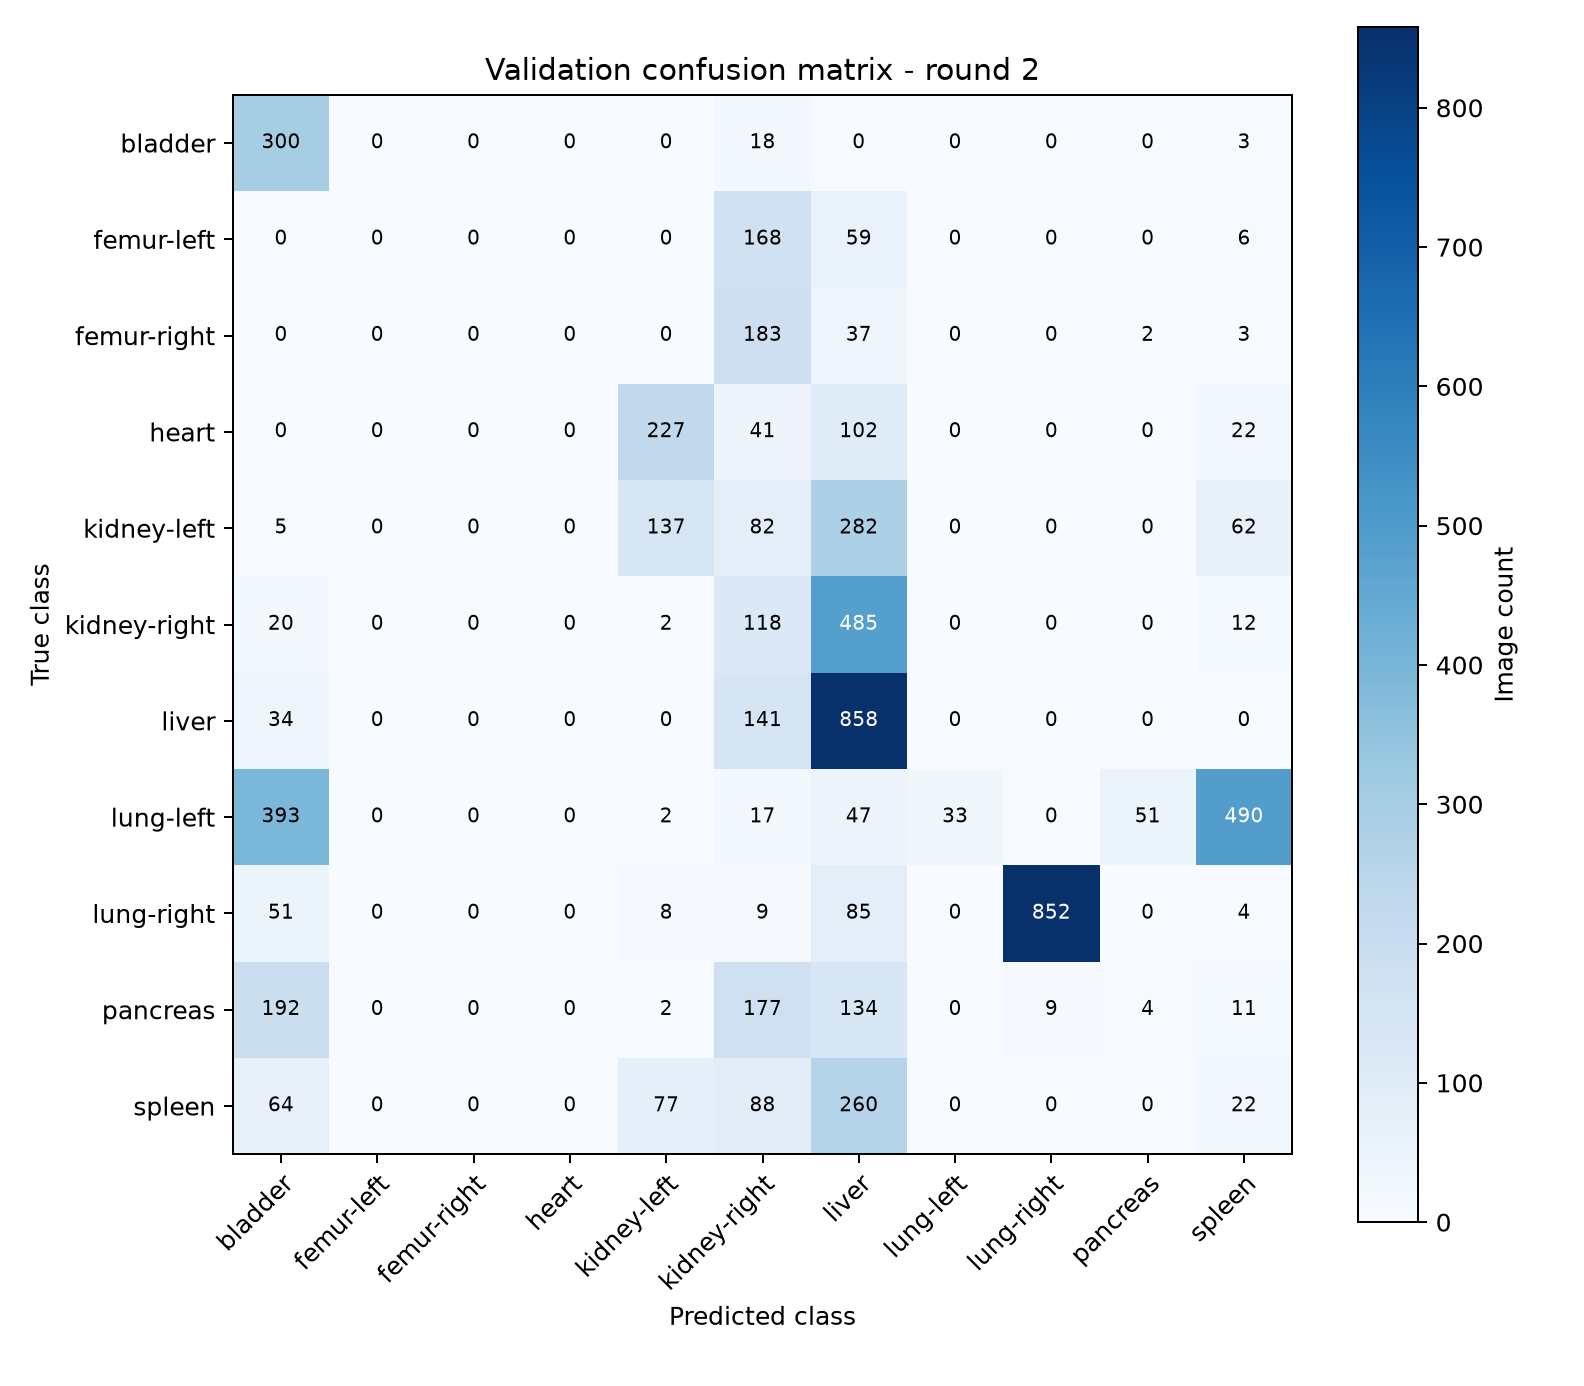 Validation confusion matrix - round 2
bladder 300 0 0 0 0 18 0 0 0 0 3
femur-left 0 0 0 0 0 168 59 0 0 0 6
femur-right 0 0 0 0 0 183 37 0 0 2 3
heart 0 0 0 0 227 41 102 0 0 0 22
kidney-left 5 0 0 0 137 82 282 0 0 0 62
kidney-right 20 0 0 0 2 118 485 0 0 0 12
liver 34 0 0 0 0 141 858 0 0 0 0
lung-left 393 0 0 0 2 17 47 33 0 51 490
lung-right 51 0 0 0 8 9 85 0 852 0 4
pancreas 192 0 0 0 2 177 134 0 9 4 11
spleen 64 0 0 0 77 88 260 0 0 0 22
True class
bladder femur-left femur-right heart kidney-left kidney-right liver lung-left lung-right pancreas spleen
Predicted class
800
700
600
500
400
300
200
100
0
Image count